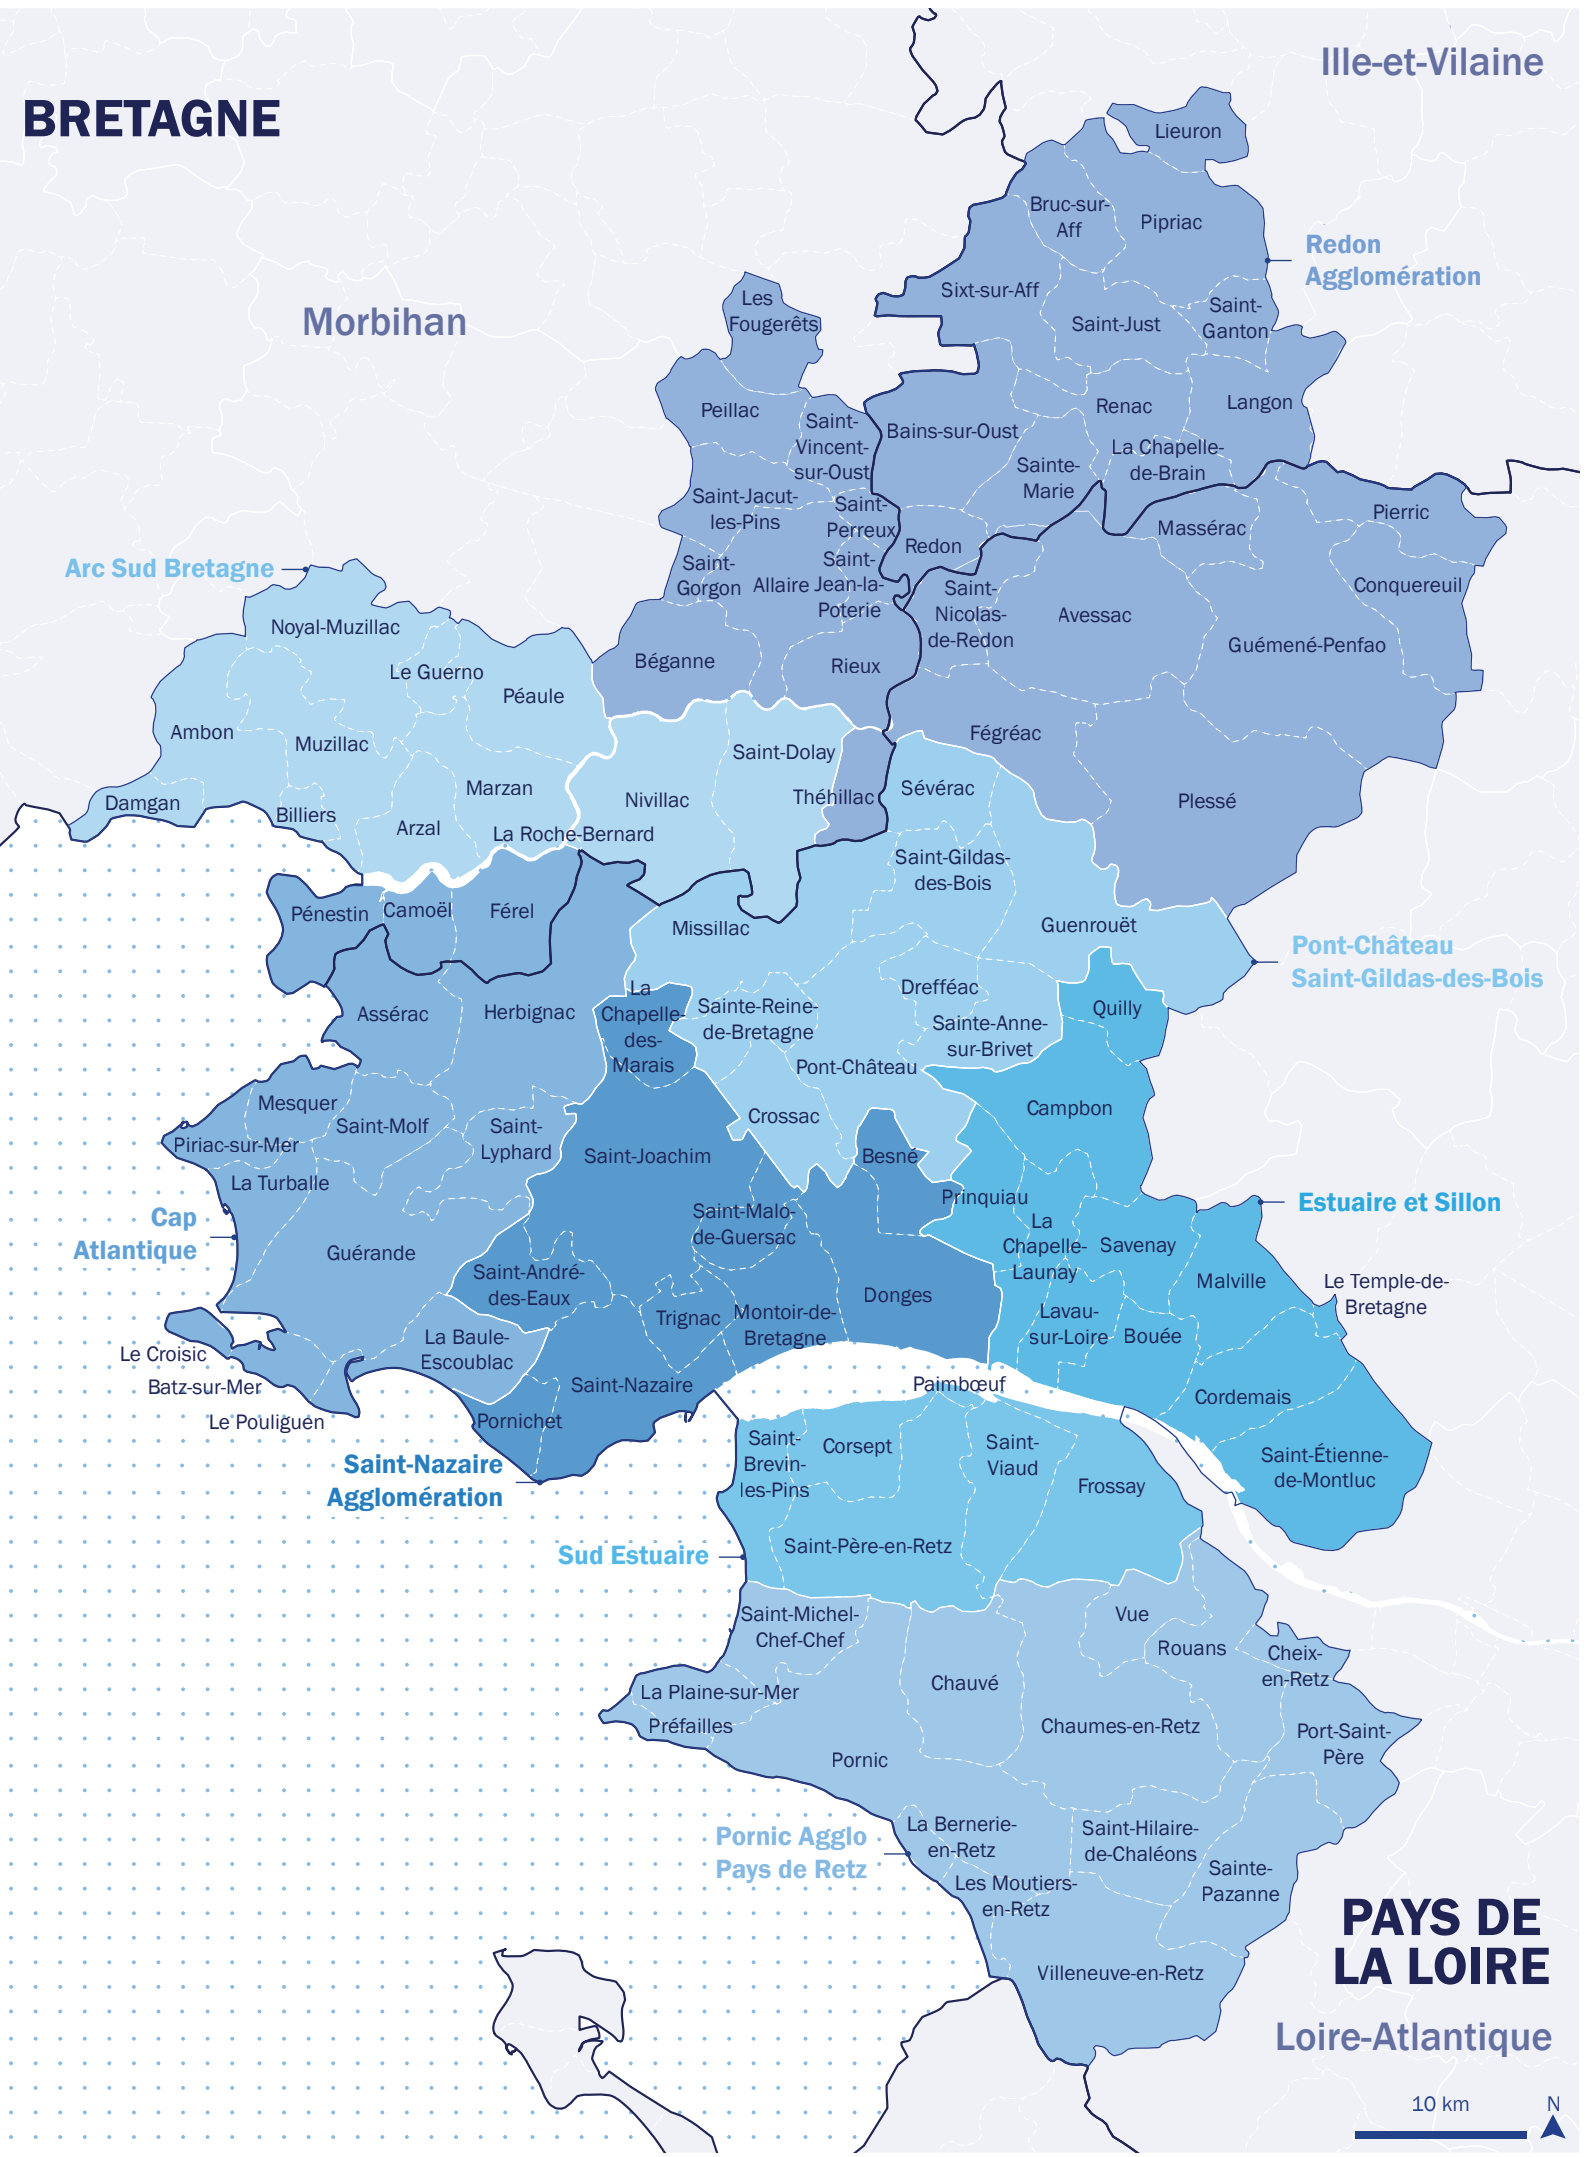 Ille-et-Vilaine
BRETAGNE
Lieuron
Bruc-sur-
Aff
Pipriac
Redon
Agglomération
Sixt-sur-Aff
Les
Fougerêts
Saint-
Ganton
Morbihan
Saint-Just
Peillac
Renac
Langon
Saint-
Vincent-
sur-Oust
Bains-sur-Oust
La Chapelle-
de-Brain
Sainte-
Marie
Saint-Jacut-
les-Pins
Saint-
Perreux
Pierric
Massérac
Redon
Arc Sud Bretagne
Saint-
Gorgon
Allaire
Saint-
Jean-la-
Poterie
Saint-
Nicolas-
de-Redon
Conquereuil
Avessac
Noyal-Muzillac
Guémené-Penfao
Le Guerno
Béganne
Rieux
Péaule
Ambon
Muzillac
Fégréac
Saint-Dolay
Marzan
Sévérac
Damgan
Nivillac
Théhillac
Plessé
Billiers
Arzal
La Roche-Bernard
Saint-Gildas-
des-Bois
Pénestin
Camoël
Férel
Missillac
Guenrouët
Pont-Château
Saint-Gildas-des-Bois
Drefféac
La
Chapelle-
des-
Marais
Assérac
Herbignac
Sainte-Reine-
de-Bretagne
Quilly
Sainte-Anne-
sur-Brivet
Pont-Château
Mesquer
Saint-Molf
Saint-
Lyphard
Crossac
Campbon
Piriac-sur-Mer
Saint-Joachim
Besné
La Turballe
Prinquiau
Estuaire et Sillon
Cap
Atlantique
Saint-Malo-
de-Guersac
La
Chapelle-
Launay
Savenay
Guérande
Saint-André-
des-Eaux
Malville
Le Temple-de-
Bretagne
Donges
Trignac
Montoir-de-
Bretagne
Lavau-
sur-Loire
Bouée
La Baule-
Escoublac
Le Croisic
Batz-sur-Mer
Saint-Nazaire
Paimbœuf
Cordemais
Le Pouliguen
Pornichet
Saint-Nazaire
Agglomération
Saint-
Brevin-
les-Pins
Corsept
Saint-
Viaud
Saint-Étienne-
de-Montluc
Frossay
Sud Estuaire
Saint-Père-en-Retz
Saint-Michel-
Chef-Chef
Vue
Rouans
Cheix-
en-Retz
La Plaine-sur-Mer
Chauvé
Préfailles
Chaumes-en-Retz
Port-Saint-
Père
Pornic
Pornic Agglo
Pays de Retz
La Bernerie-
en-Retz
Saint-Hilaire-
de-Chaléons
Les Moutiers-
en-Retz
Sainte-
Pazanne
PAYS DE
LA LOIRE
Villeneuve-en-Retz
Loire-Atlantique
10 km
N